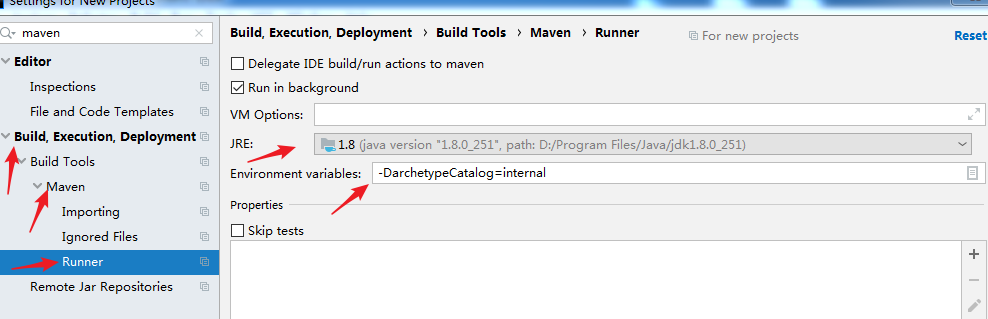 Settings for New Projects
maven
Editor
Inspections
File and Code Templates
Build, Execution, Deployment
Build Tools
Maven
Importing
Ignored Files
Runner
Remote Jar Repositories
Build, Execution, Deployment › Build Tools › Maven › Runner
For new projects
Reset
Delegate IDE build/run actions to maven
Run in background
VM Options:
JRE: 1.8 (java version "1.8.0_251", path: D:/Program Files/Java/jdk1.8.0_251)
Environment variables: -DarchetypeCatalog=internal
Properties
Skip tests